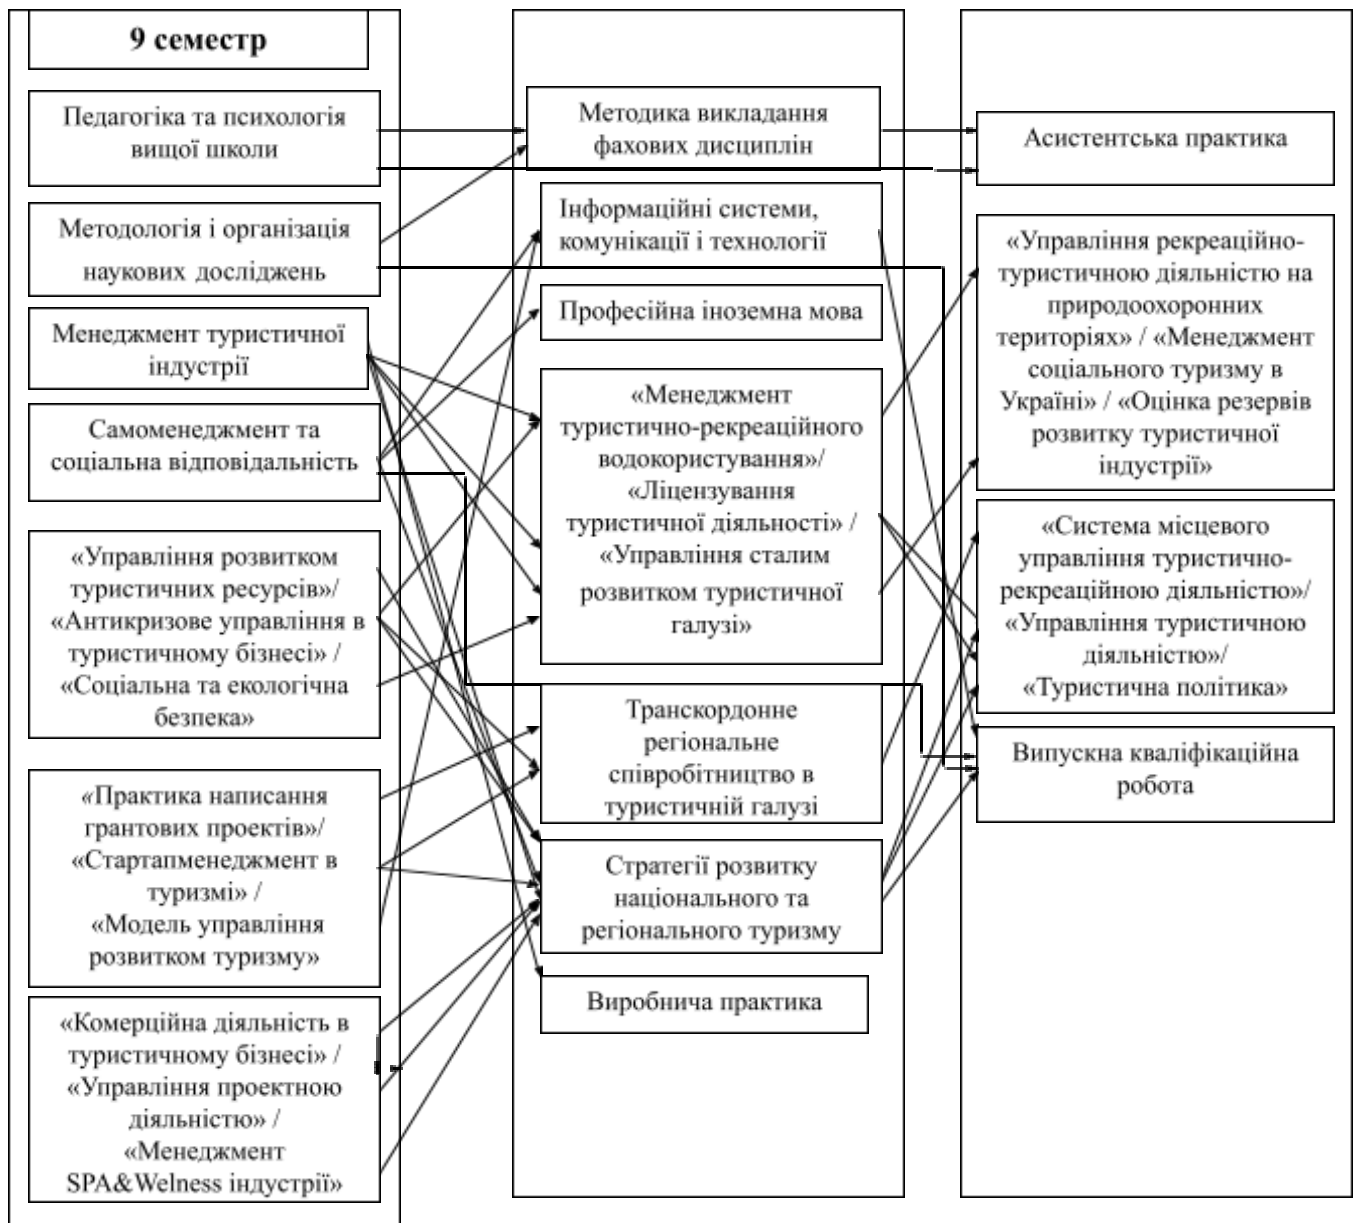 9 семестр
Педагогіка та психологія
вищої школи
Методологія і організація
наукових досліджень
Менеджмент туристичної
індустрії
Самоменеджмент та
соціальна відповідальність
«Управління розвитком
туристичних ресурсів»/
«Антикризове управління в
туристичному бізнесі» /
«Соціальна та екологічна
безпека»
«Практика написання
грантових проектів»/
«Стартапменеджмент в
туризмі» /
«Модель управління
розвитком туризму»
«Комерційна діяльність в
туристичному бізнесі» /
«Управління проектною
діяльністю» /
«Менеджмент
SPA&Welness індустрії»
Методика викладання
фахових дисциплін
Інформаційні системи,
комунікації і технології
Професійна іноземна мова
«Менеджмент
туристично-рекреаційного
водокористування»/
«Ліцензування
туристичної діяльності» /
«Управління сталим
розвитком туристичної
галузі»
Транскордонне
регіональне
співробітництво в
туристичній галузі
Стратегії розвитку
національного та
регіонального туризму
Виробнича практика
Асистентська практика
«Управління рекреаційно-
туристичною діяльністю на
природоохоронних
територіях» / «Менеджмент
соціального туризму в
Україні» / «Оцінка резервів
розвитку туристичної
індустрії»
«Система місцевого
управління туристично-
рекреаційною діяльністю»/
«Управління туристичною
діяльністю»/
«Туристична політика»
Випускна кваліфікаційна
робота